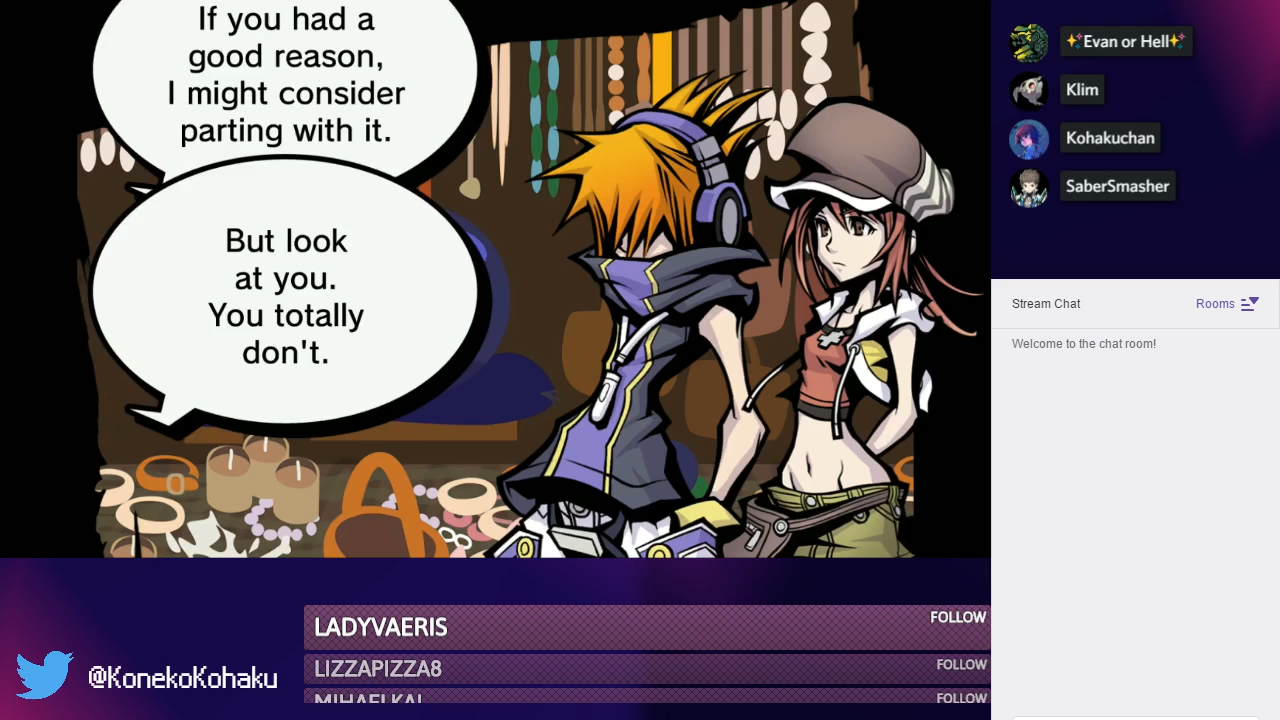 If you had a
good reason,
I might consider
parting with it.
But look
at you.
You totally
don't.
✨Evan or Hell✨
Klim
Kohakuchan
SaberSmasher
Stream Chat
Rooms
Welcome to the chat room!
LADYVAERIS
FOLLOW
LIZZAPIZZA8
FOLLOW
FOLLOW
@KonekoKohaku